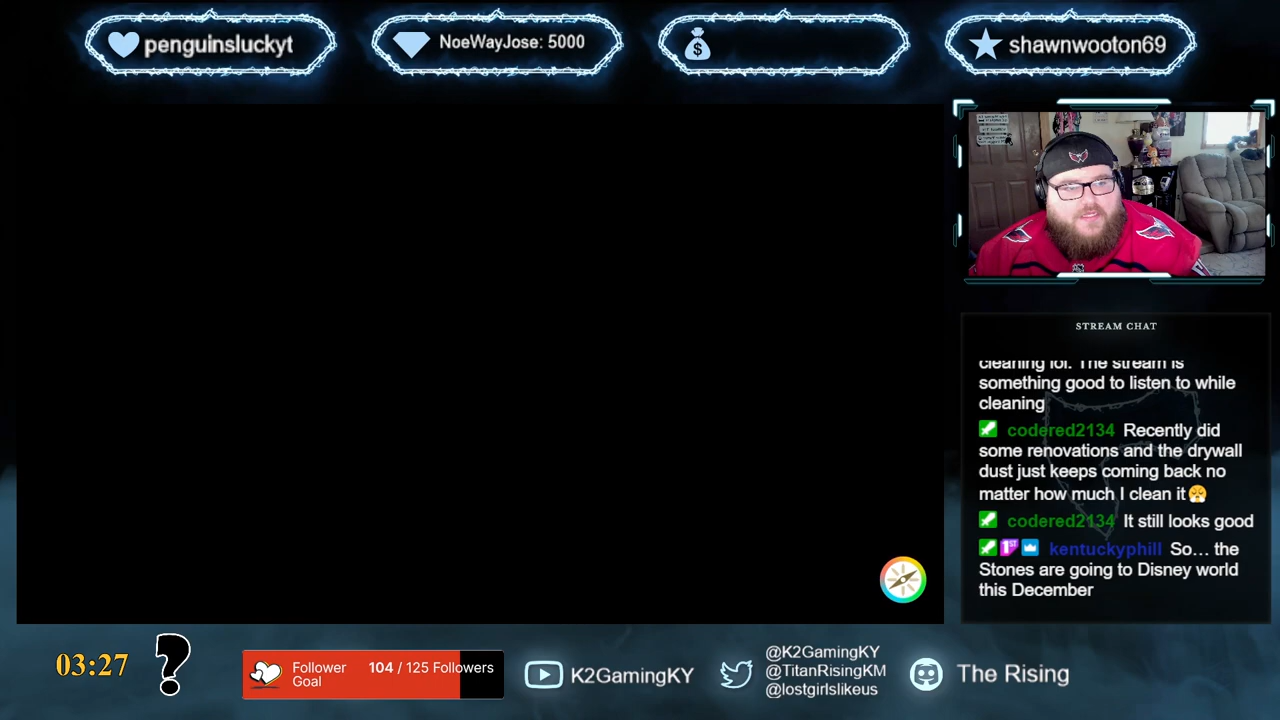 penguinsluckyt
NoeWayJose: 5000
shawnwooton69
STREAM CHAT
cleaning lol. The stream is
something good to listen to while
cleaning
codered2134 Recently did
some renovations and the drywall
dust just keeps coming back no
matter how much I clean it😤
codered2134 It still looks good
1ST kentuckyphill So… the
Stones are going to Disney world
this December
03:27
Follower
Goal
104 / 125 Followers
K2GamingKY
@K2GamingKY
@TitanRisingKM
@lostgirlslikeus
The Rising